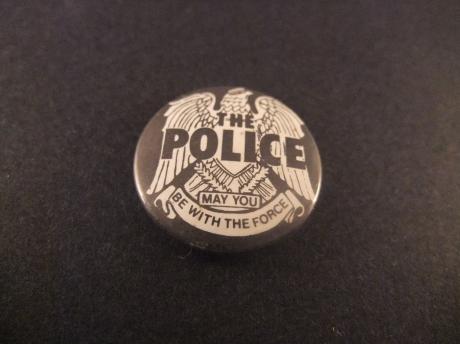 THE
POLICE
MAY YOU
BE WITH THE FORCE